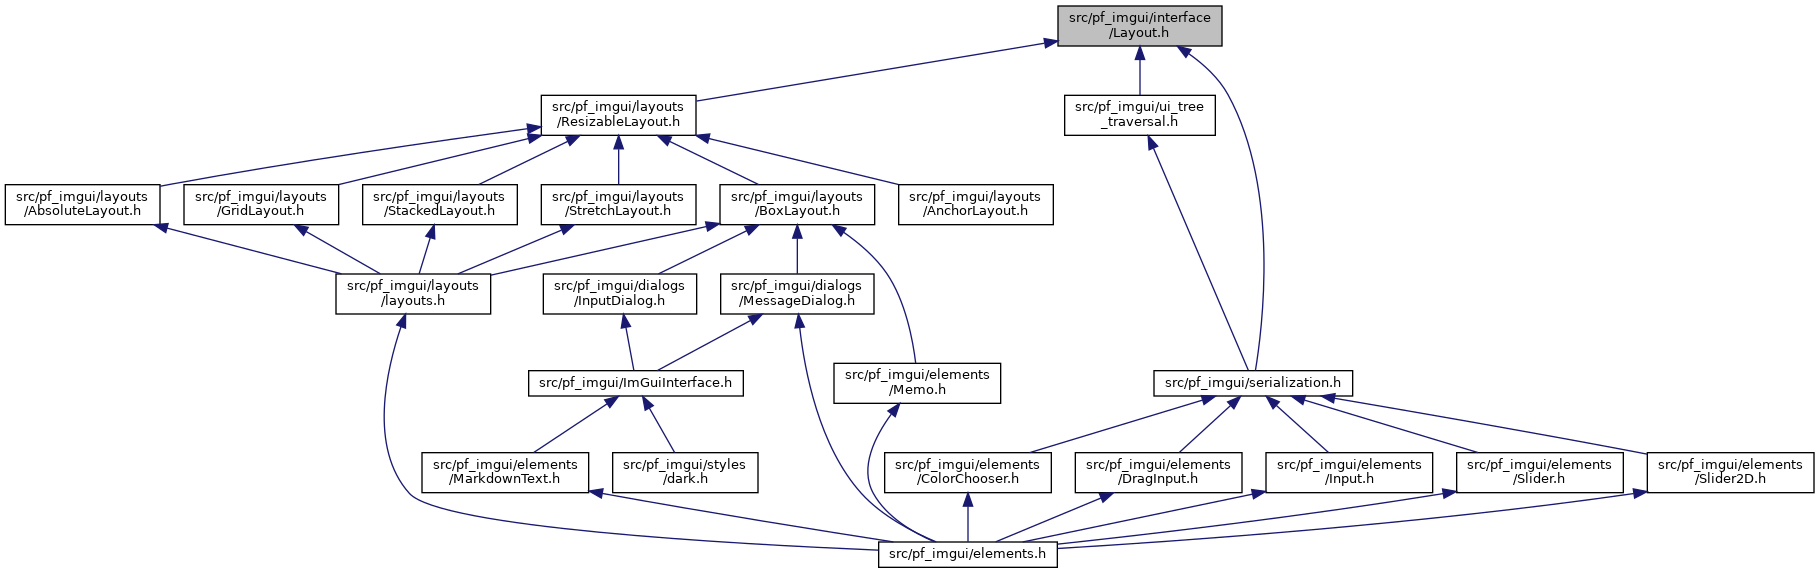 src/pf_imgui/interface
/Layout.h
src/pf_imgui/layouts
/ResizableLayout.h
src/pf_imgui/ui_tree
_traversal.h
src/pf_imgui/layouts
/AbsoluteLayout.h
src/pf_imgui/layouts
/GridLayout.h
src/pf_imgui/layouts
/StackedLayout.h
src/pf_imgui/layouts
/StretchLayout.h
src/pf_imgui/layouts
/BoxLayout.h
src/pf_imgui/layouts
/AnchorLayout.h
src/pf_imgui/layouts
/layouts.h
src/pf_imgui/dialogs
/InputDialog.h
src/pf_imgui/dialogs
/MessageDialog.h
src/pf_imgui/ImGuiInterface.h
src/pf_imgui/elements
/Memo.h
src/pf_imgui/serialization.h
src/pf_imgui/elements
/MarkdownText.h
src/pf_imgui/styles
/dark.h
src/pf_imgui/elements
/ColorChooser.h
src/pf_imgui/elements
/DragInput.h
src/pf_imgui/elements
/Input.h
src/pf_imgui/elements
/Slider.h
src/pf_imgui/elements
/Slider2D.h
src/pf_imgui/elements.h